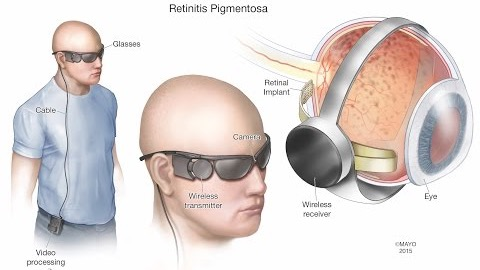 Retinitis Pigmentosa
Glasses
Cable
Video
processing
Camera
Wireless
transmitter
Retinal
Implant
Wireless
receiver
Eye
©MAYO
2015